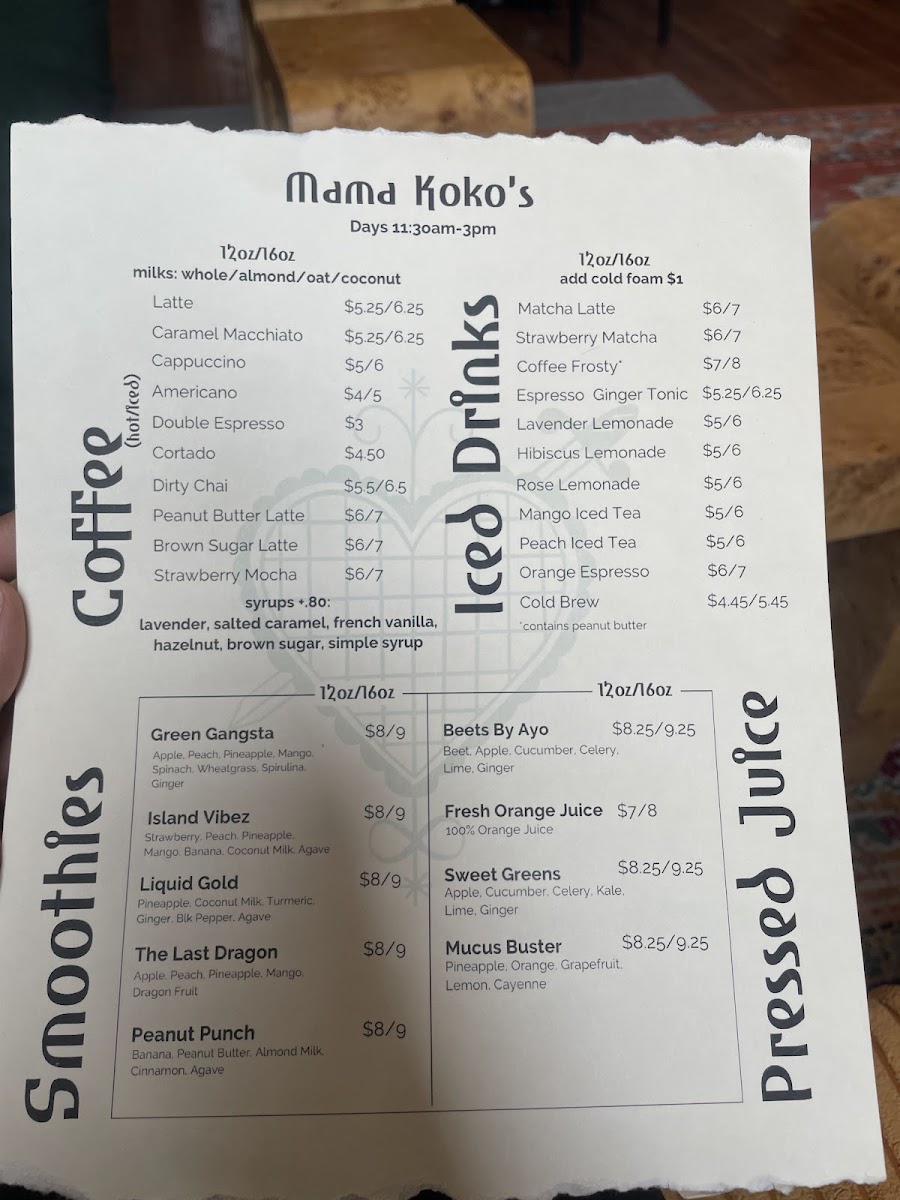 Mama Koko's
Days 11:30am-3pm
Coffee
(hot/iced)
12oz/16oz
milks: whole/almond/oat/coconut
Latte $5.25/6.25
Caramel Macchiato $5.25/6.25
Cappuccino $5/6
Americano $4/5
Double Espresso $3
Cortado $4.50
Dirty Chai $5.5/6.5
Peanut Butter Latte $6/7
Brown Sugar Latte $6/7
Strawberry Mocha $6/7
syrups +.80:
lavender, salted caramel, french vanilla,
hazelnut, brown sugar, simple syrup
Iced Drinks
12oz/16oz
add cold foam $1
Matcha Latte $6/7
Strawberry Matcha $6/7
Coffee Frosty* $7/8
Espresso Ginger Tonic $5.25/6.25
Lavender Lemonade $5/6
Hibiscus Lemonade $5/6
Rose Lemonade $5/6
Mango Iced Tea $5/6
Peach Iced Tea $5/6
Orange Espresso $6/7
Cold Brew $4.45/5.45
*contains peanut butter
Smoothies
12oz/16oz
Green Gangsta $8/9
Apple, Peach, Pineapple, Mango,
Spinach, Wheatgrass, Spirulina,
Ginger
Island Vibez $8/9
Strawberry, Peach, Pineapple,
Mango, Banana, Coconut Milk, Agave
Liquid Gold $8/9
Pineapple, Coconut Milk, Turmeric,
Ginger, Blk Pepper, Agave
The Last Dragon $8/9
Apple, Peach, Pineapple, Mango,
Dragon Fruit
Peanut Punch $8/9
Banana, Peanut Butter, Almond Milk,
Cinnamon, Agave
Pressed Juice
12oz/16oz
Beets By Ayo $8.25/9.25
Beet, Apple, Cucumber, Celery,
Lime, Ginger
Fresh Orange Juice $7/8
100% Orange Juice
Sweet Greens $8.25/9.25
Apple, Cucumber, Celery, Kale,
Lime, Ginger
Mucus Buster $8.25/9.25
Pineapple, Orange, Grapefruit,
Lemon, Cayenne